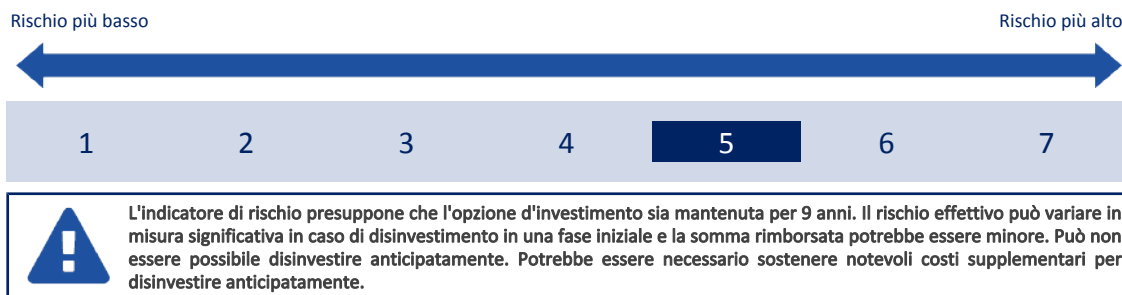 Rischio più basso Rischio più alto
1 2 3 4 5 6 7
L'indicatore di rischio presuppone che l'opzione d'investimento sia mantenuta per 9 anni. Il rischio effettivo può variare in
misura significativa in caso di disinvestimento in una fase iniziale e la somma rimborsata potrebbe essere minore. Può non
essere possibile disinvestire anticipatamente. Potrebbe essere necessario sostenere notevoli costi supplementari per
disinvestire anticipatamente.